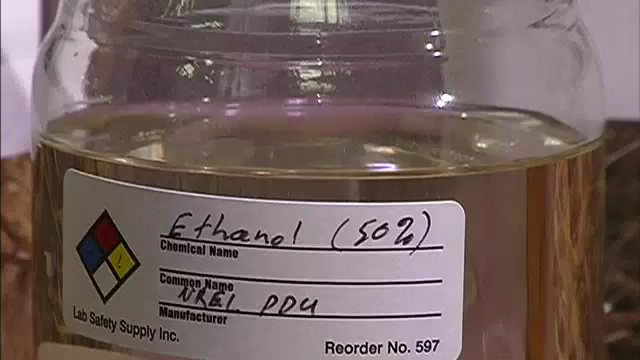 Ethanol (50%)
Chemical Name
Common Name
NREL PDU
Manufacturer
Lab Safety Supply Inc.
Reorder No. 597